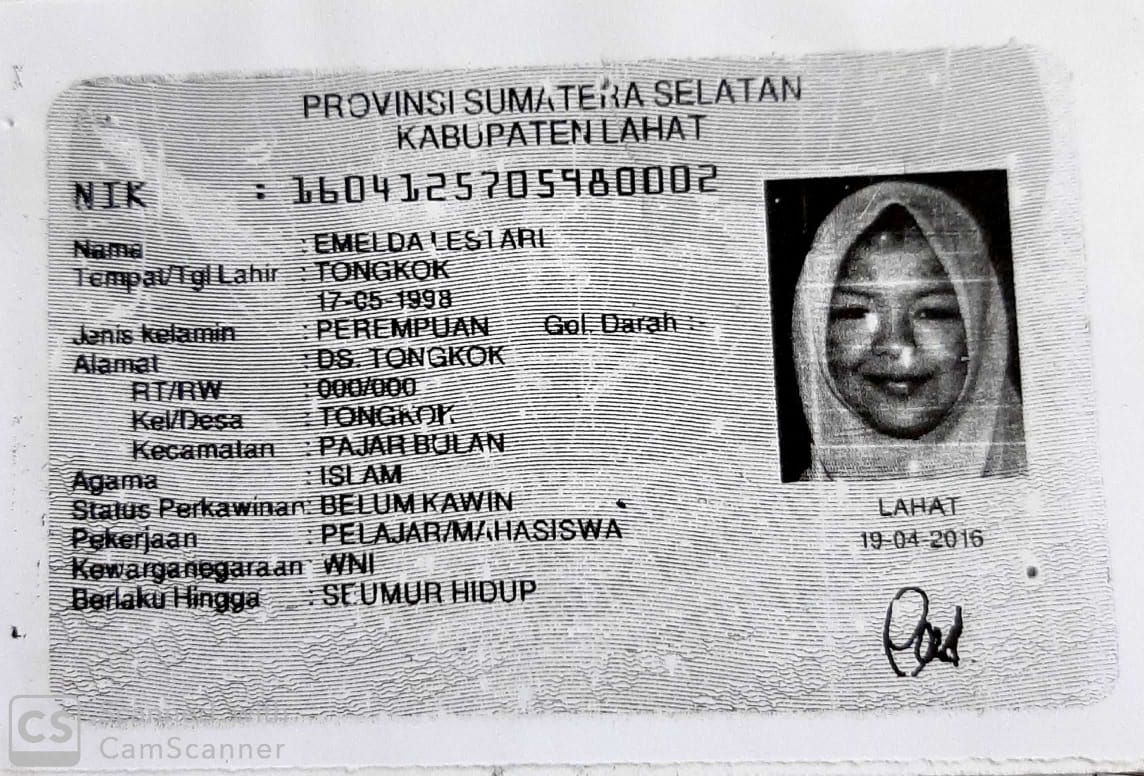 PROVINSI SUMATERA SELATAN
KABUPATEN LAHAT
NIK : 1604125705980002
Nama : EMELDA LESTARI
Tempat/Tgl Lahir : TONGKOK
17-05-1998
Jenis kelamin : PEREMPUAN Gol. Darah :-
Alamat : DS. TONGKOK
RT/RW : 000/000
Kel/Desa : TONGKOK
Kecamatan : PAJAR BULAN
Agama : ISLAM
Status Perkawinan: BELUM KAWIN
Pekerjaan : PELAJAR/MAHASISWA
Kewarganegaraan: WNI
Berlaku Hingga : SEUMUR HIDUP
LAHAT
19-04-2016
CS CamScanner